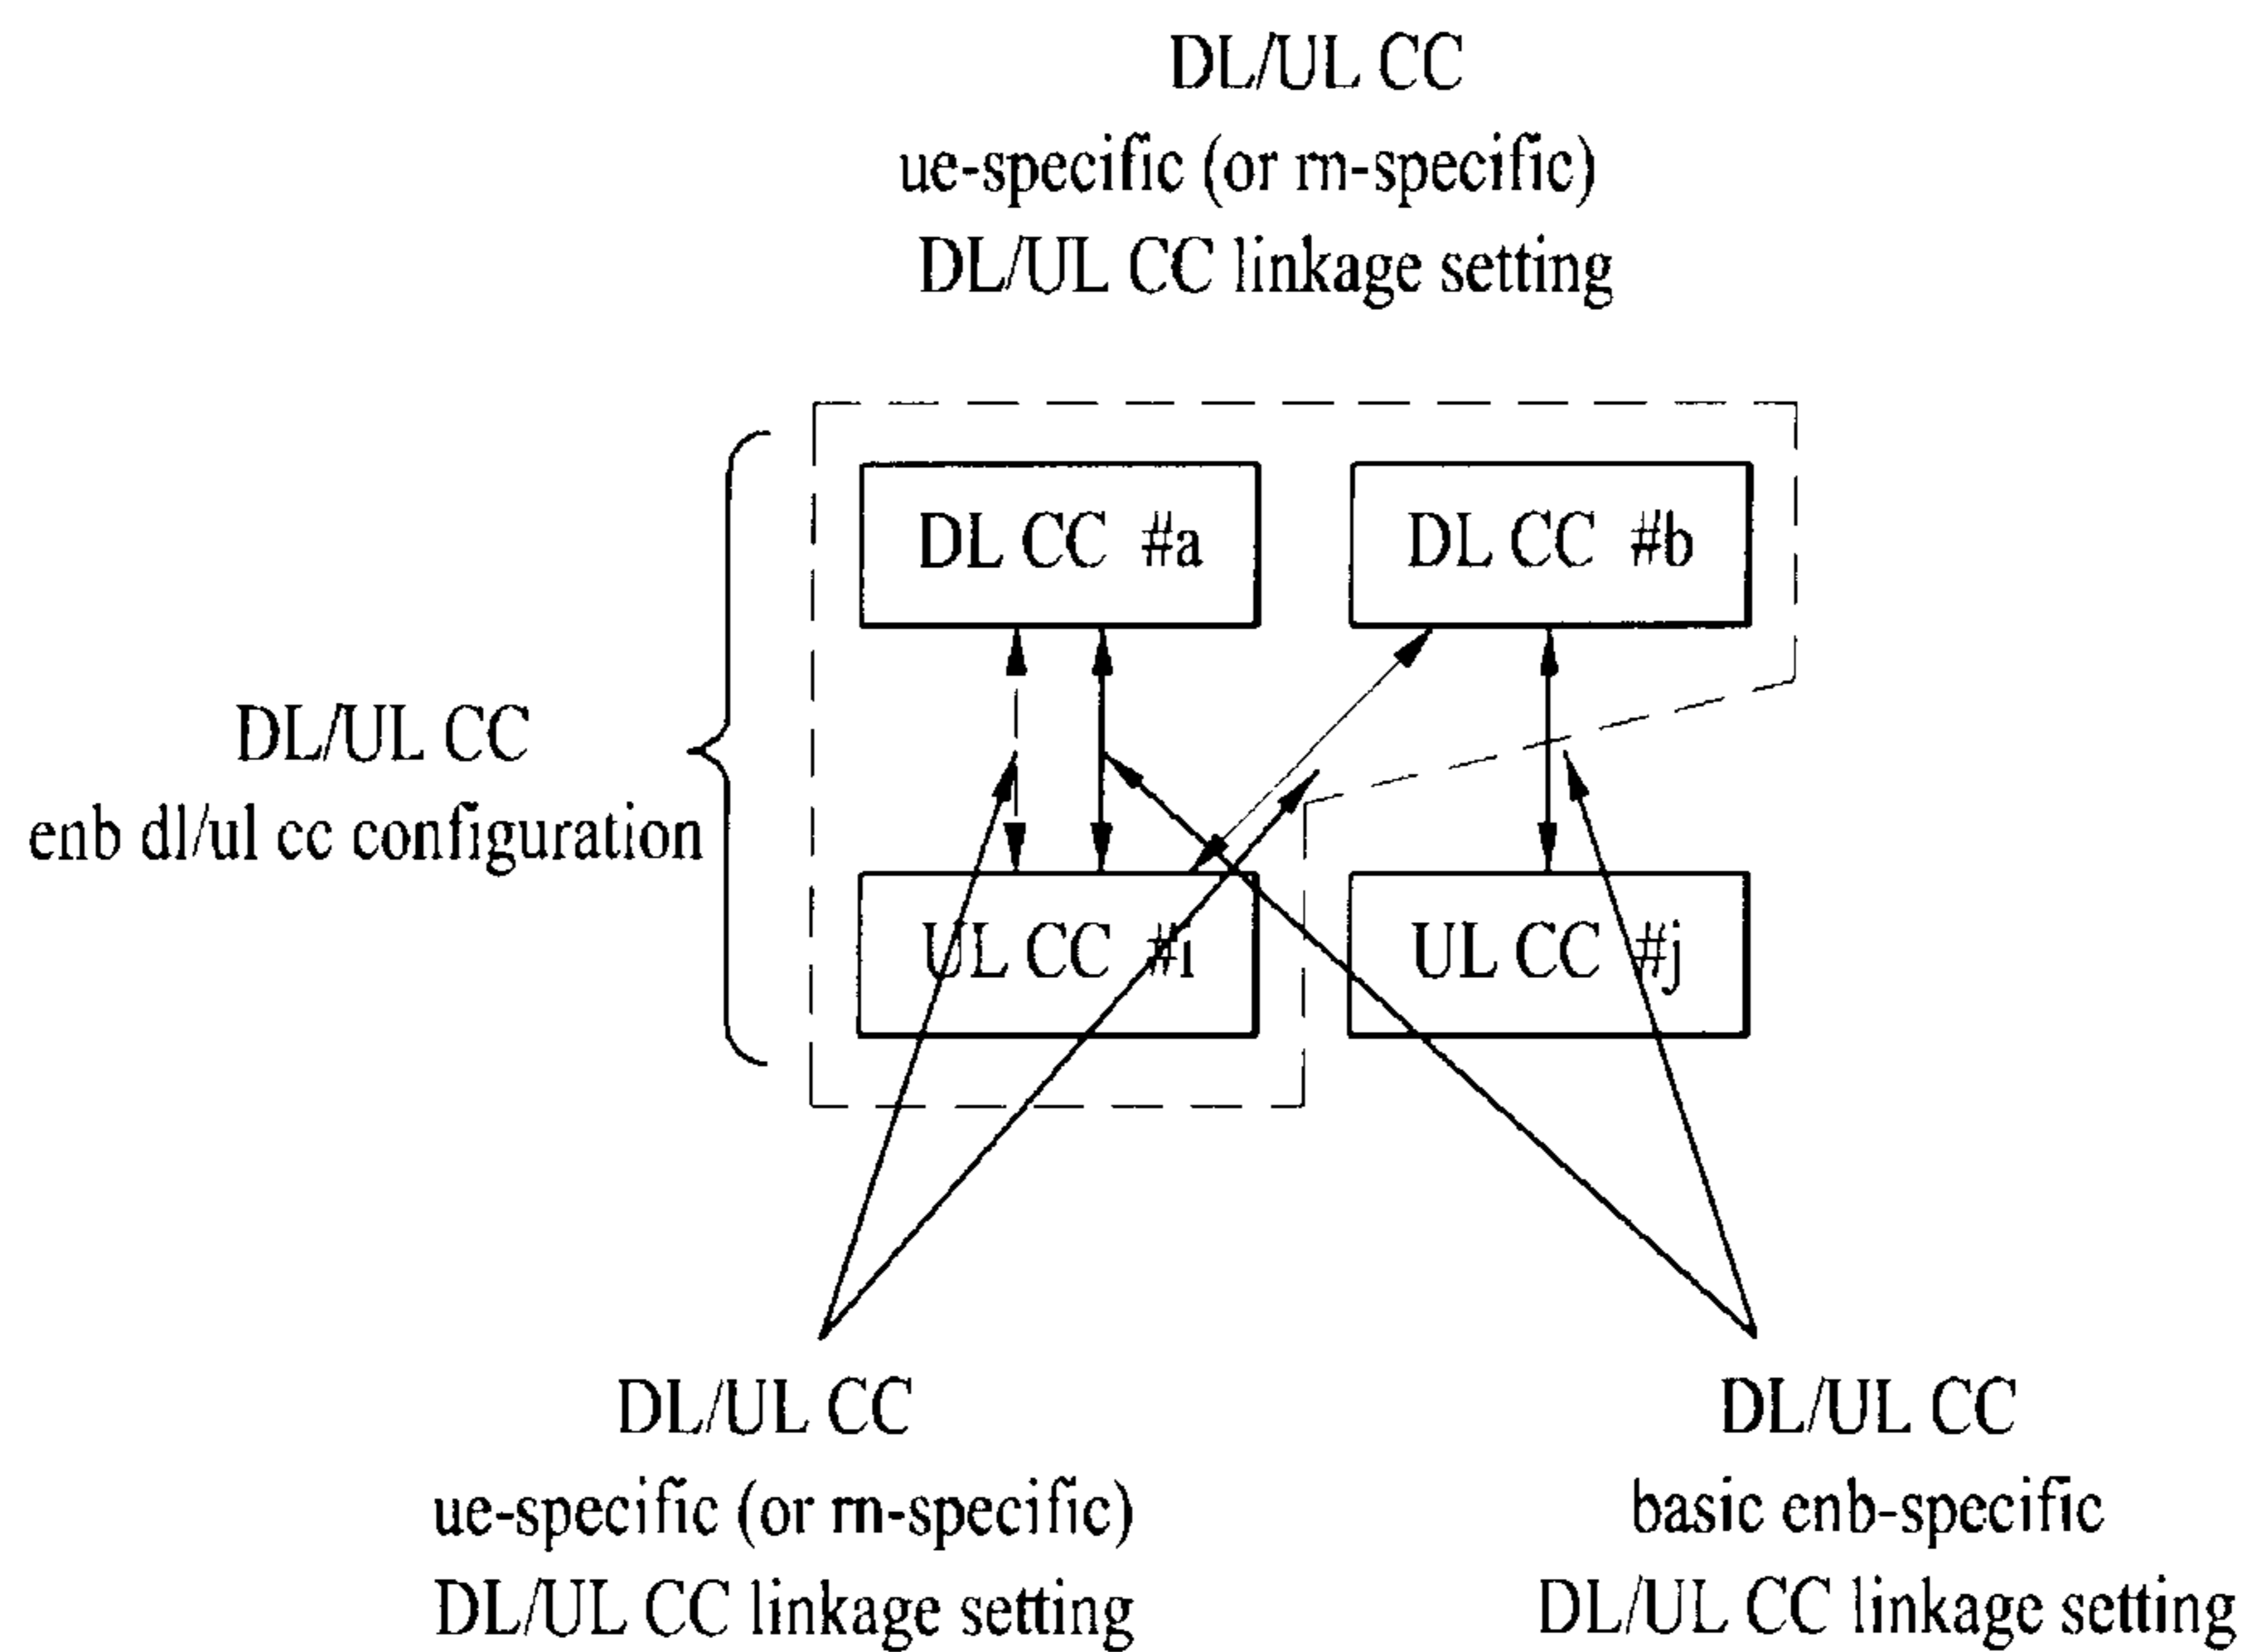 DL/UL CC
ue-specific (or rn-specific)
DL/UL CC linkage setting
DL CC #a
DL CC #b
DL/UL CC
enb dl/ul cc configuration
UL CC #i
UL CC #j
DL/UL CC
ue-specific (or rn-specific)
DL/UL CC linkage setting
DL/UL CC
basic enb-specific
DL/UL CC linkage setting